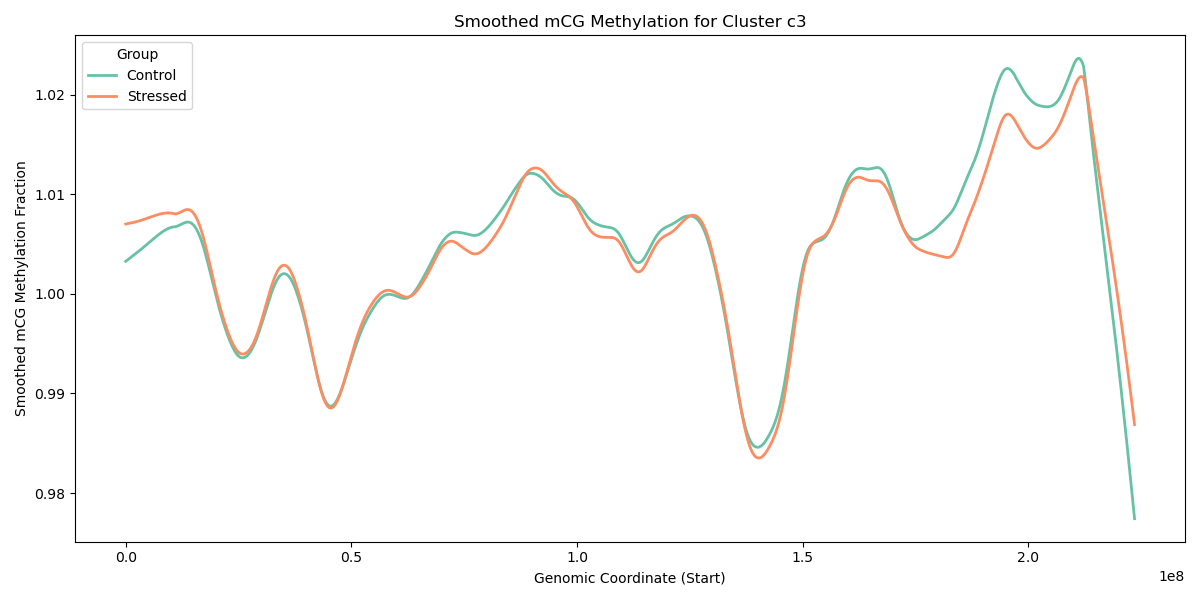 Smoothed mCG Methylation for Cluster c3
Group
Control
Stressed
Smoothed mCG Methylation Fraction
1.02
1.01
1.00
0.99
0.98
0.0 0.5 1.0 1.5 2.0
1e8
Genomic Coordinate (Start)